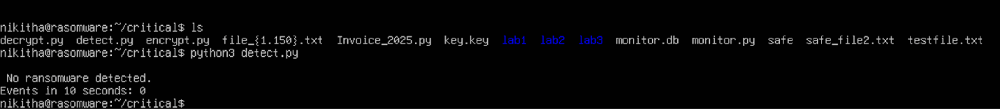 nikitha@rasomware:~/critical$ ls
decrypt.py detect.py encrypt.py file_{1.150}.txt Invoice_2025.py key.key lab1 lab2 lab3 monitor.db monitor.py safe safe_file2.txt testfile.txt
nikitha@rasomware:~/critical$ python3 detect.py
No ransomware detected.
Events in 10 seconds: 0
nikitha@rasomware:~/critical$